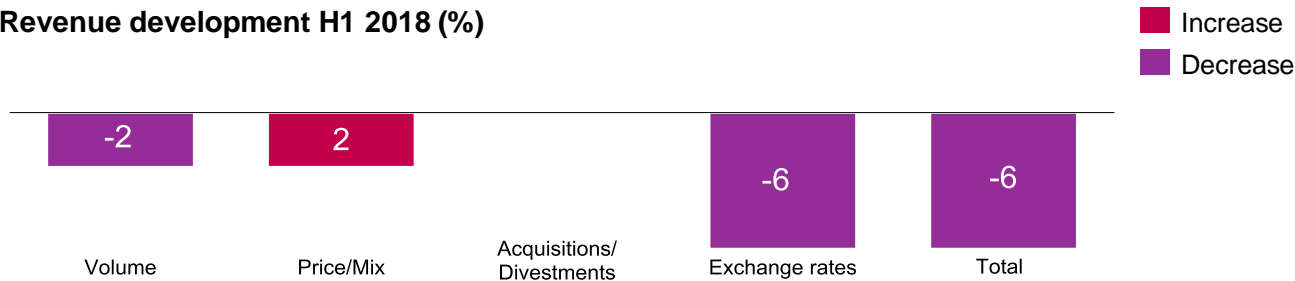 Revenue development H1 2018 (%)
Increase
Decrease
-2
2
-6
-6
Volume
Price/Mix
Acquisitions/
Divestments
Exchange rates
Total